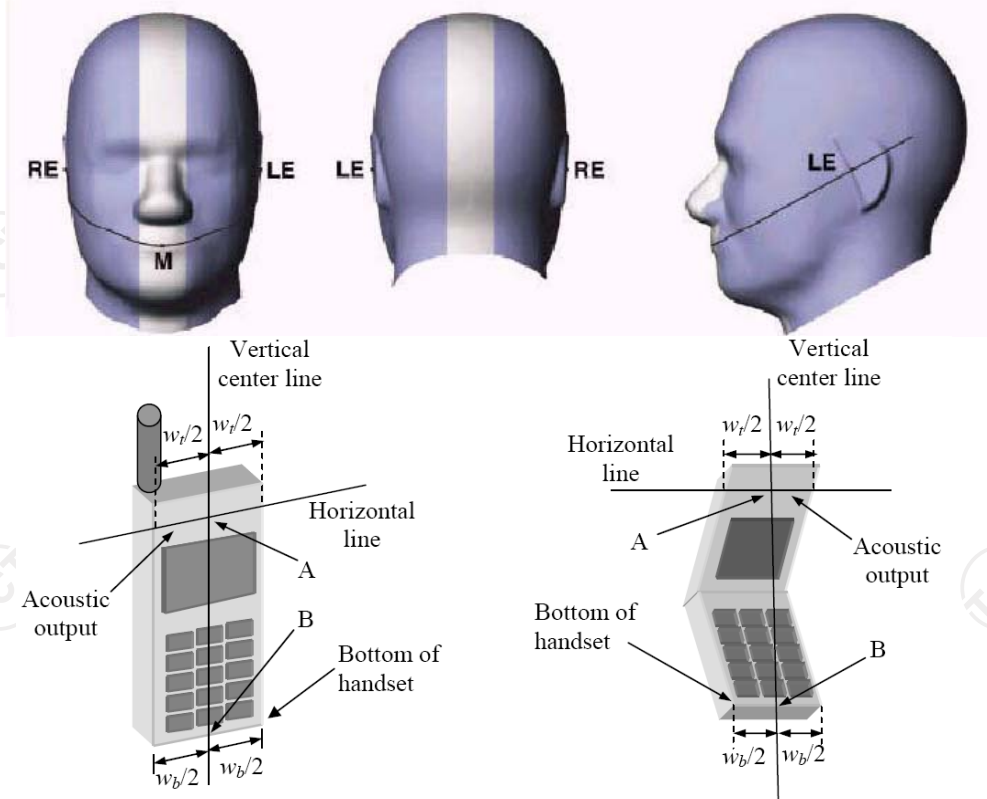 RE
LE
M
LE
RE
LE
Vertical
center line
wt/2
wt/2
Horizontal
line
A
Acoustic
output
B
Bottom of
handset
wb/2
wb/2
Vertical
center line
wt/2
wt/2
Horizontal
line
A
Acoustic
output
Bottom of
handset
B
wb/2
wb/2